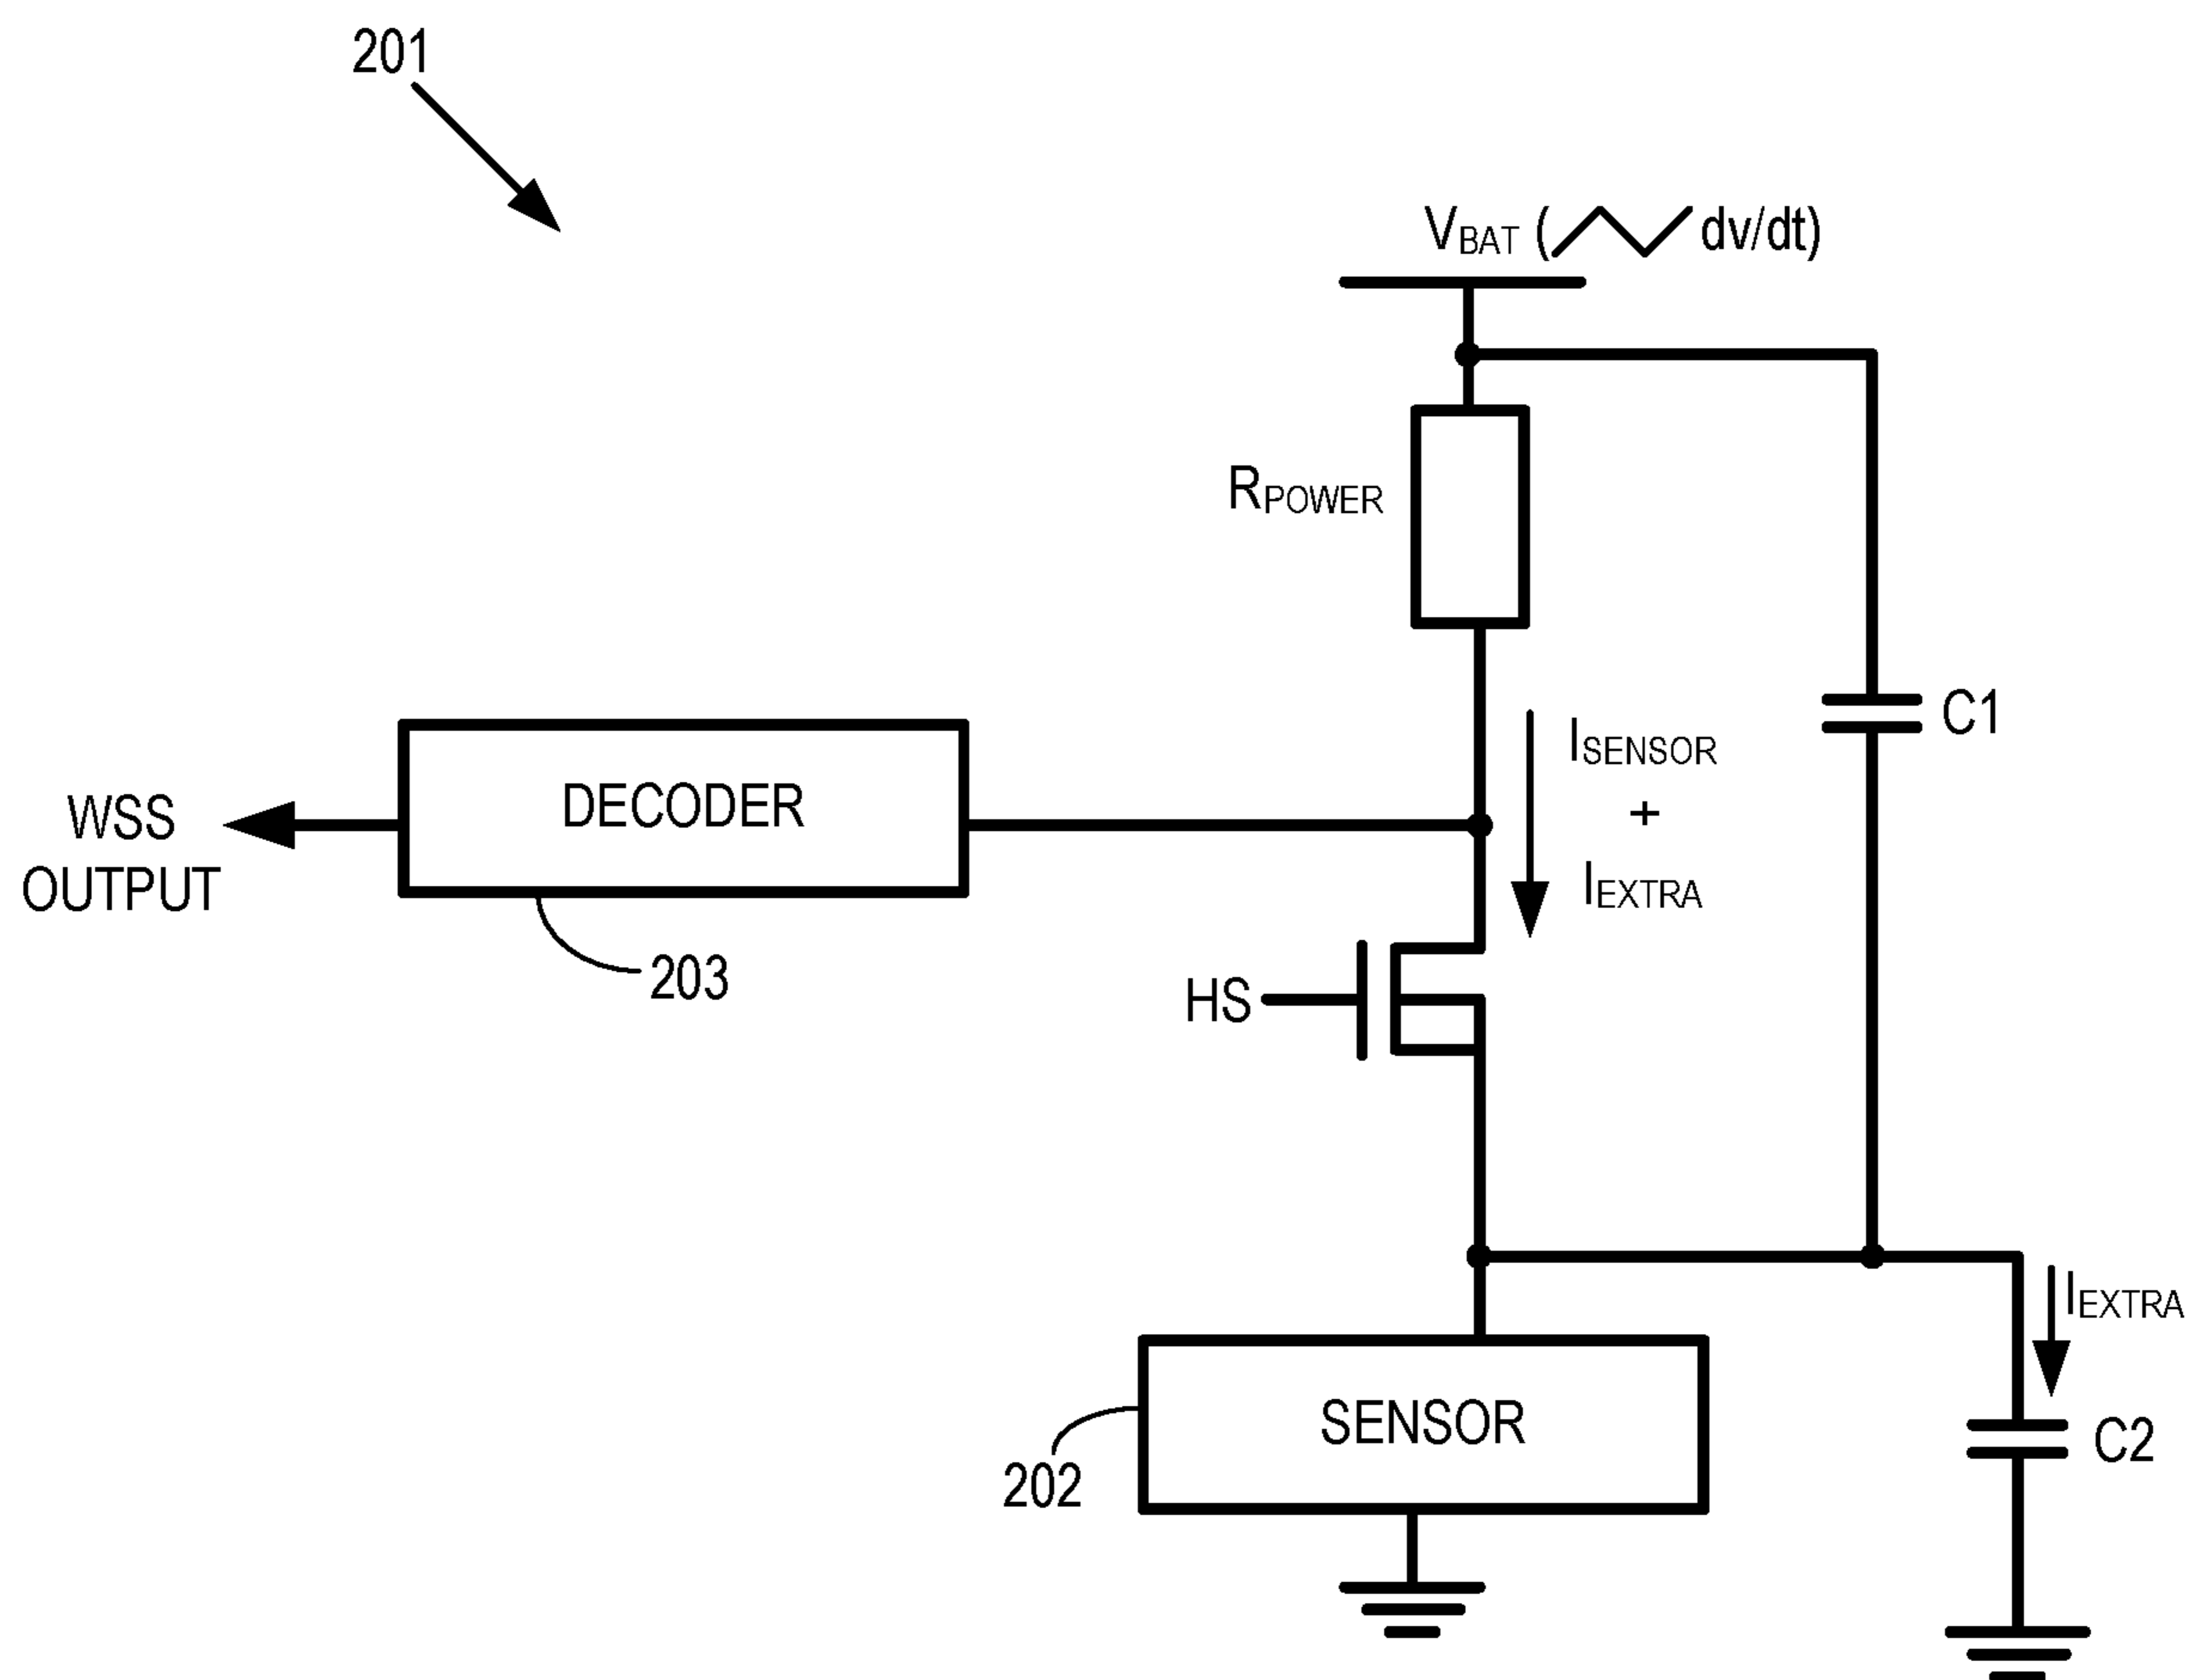 201
VBAT ( dv/dt)
RPOWER
C1
ISENSOR
+
IEXTRA
DECODER
WSS
OUTPUT
203
HS
IEXTRA
SENSOR
C2
202